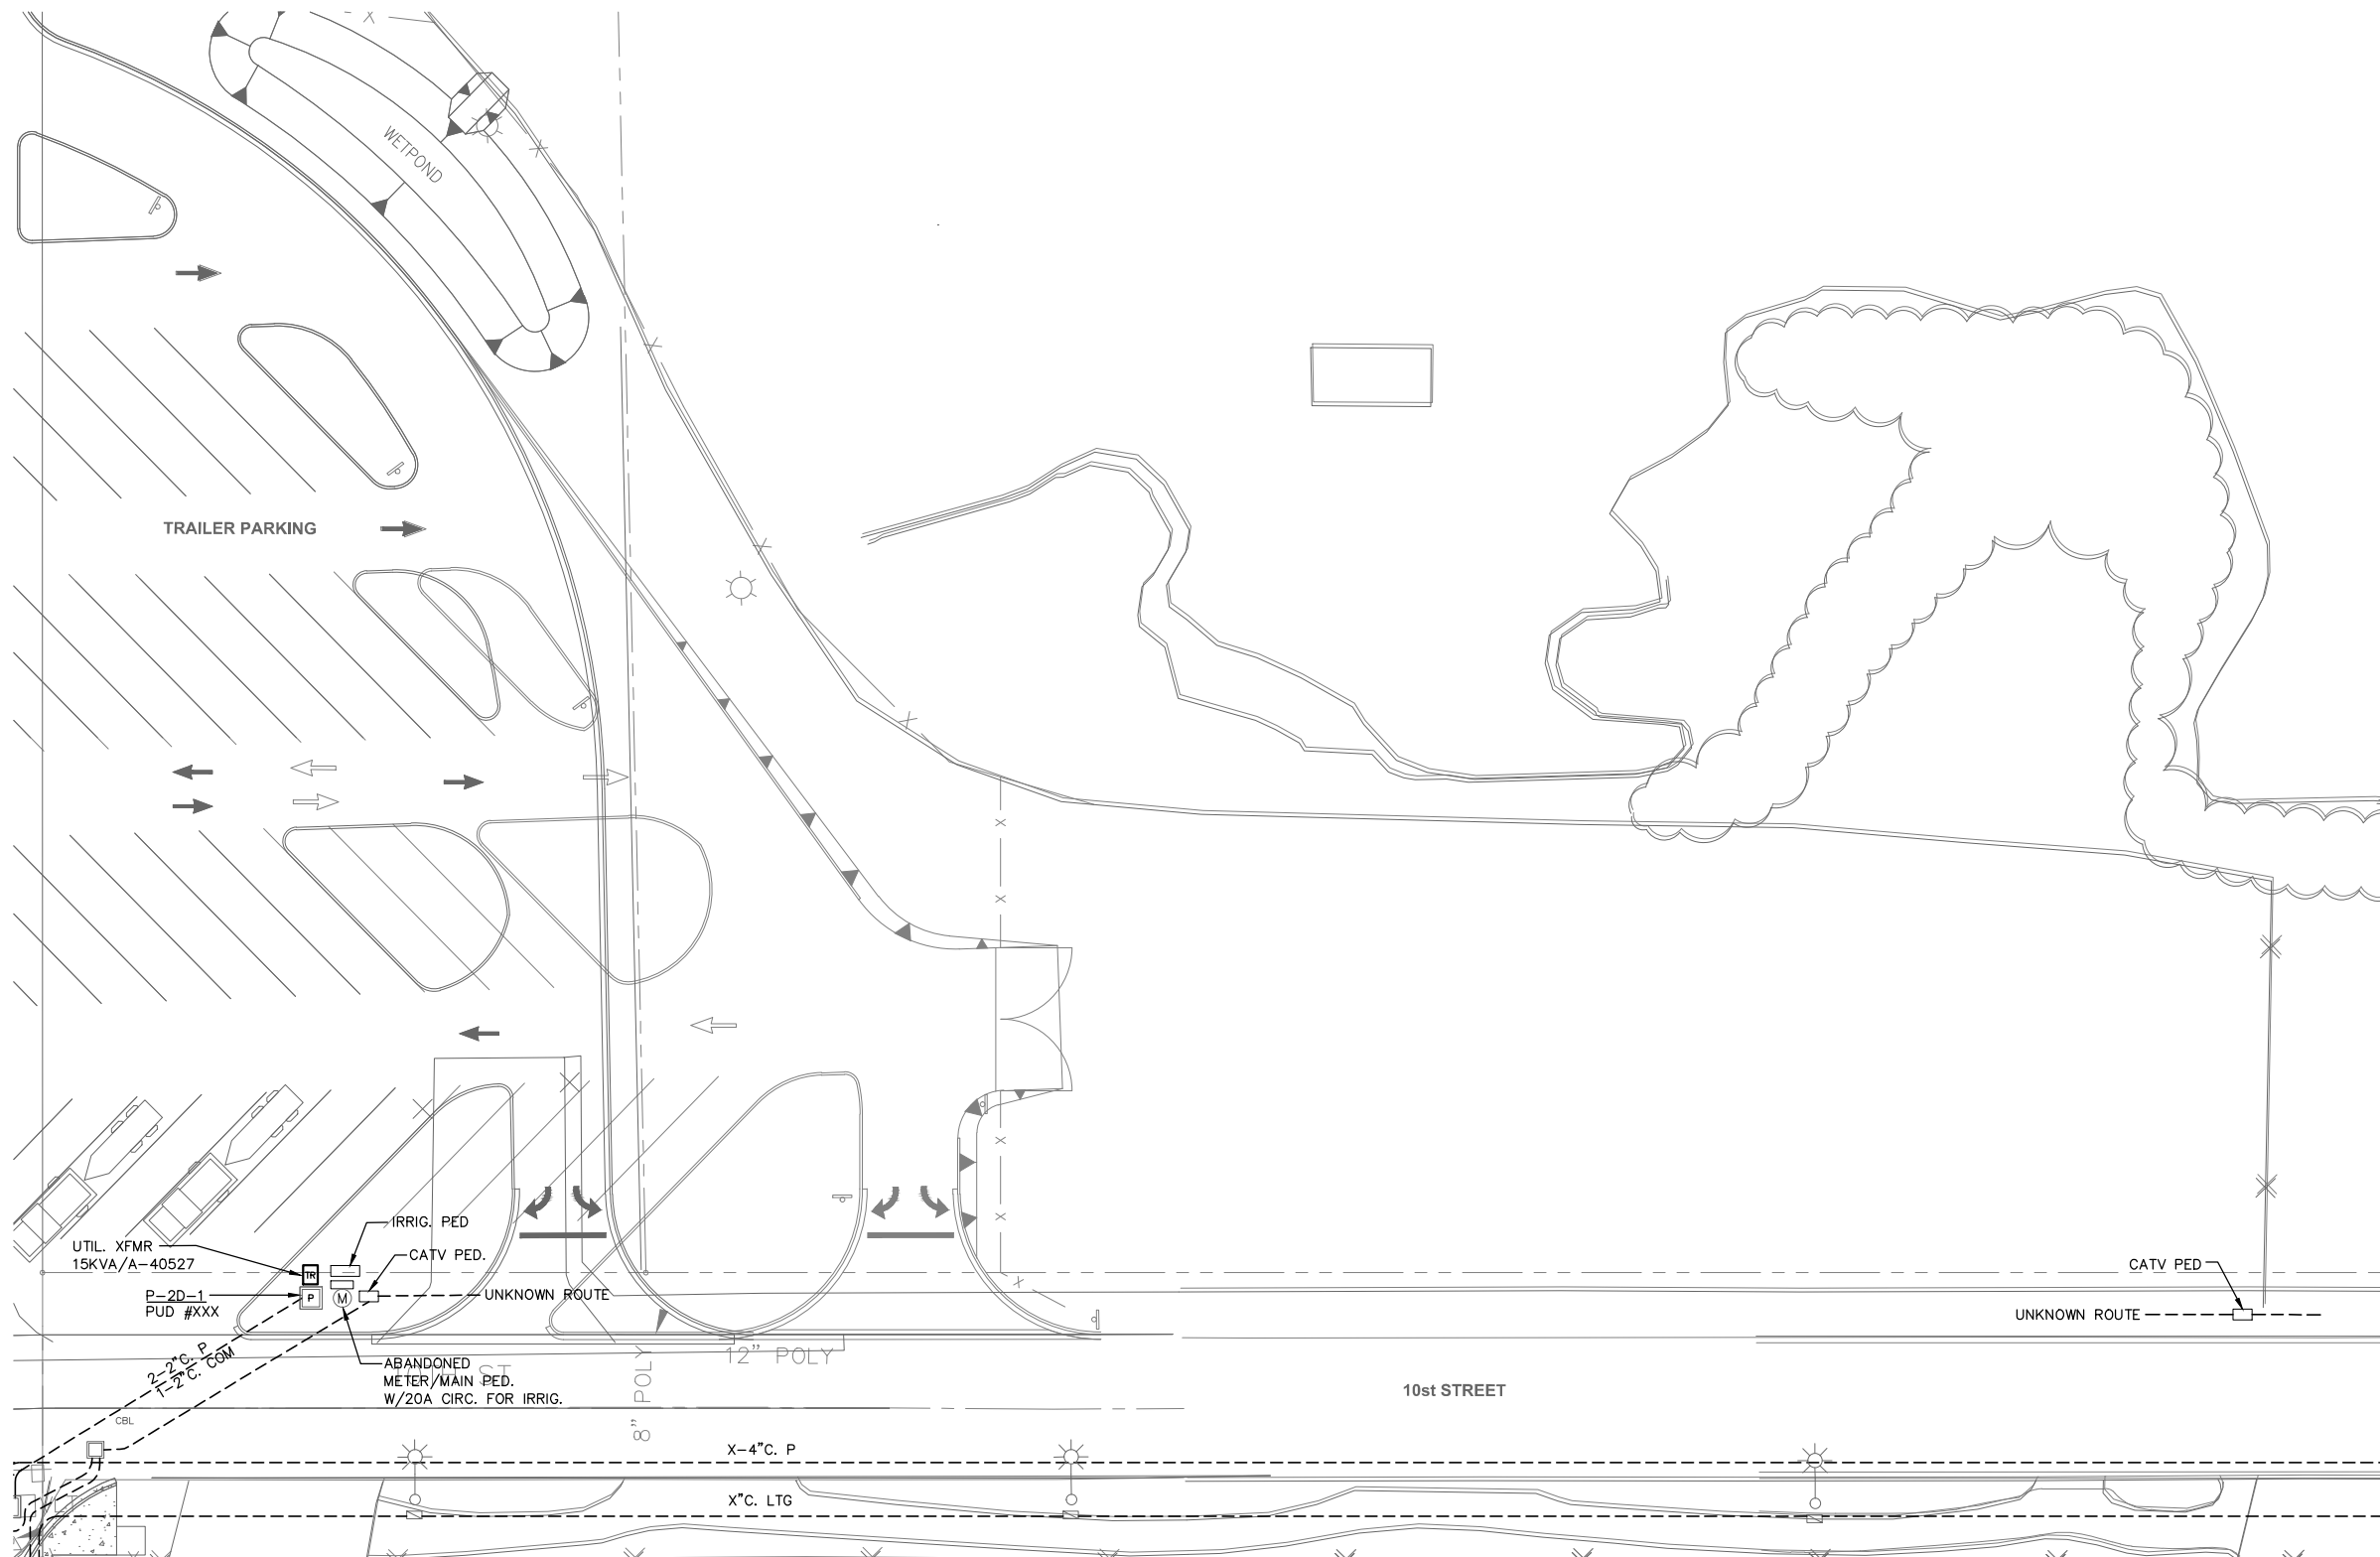 WETPOND
TRAILER PARKING
IRRIG. PED
UTIL. XFMR
15KVA/A-40527
CATV PED.
TR
P-2D-1
PUD #XXX
P
M
UNKNOWN ROUTE
CATV PED
UNKNOWN ROUTE
2-2"C. P
1-2"C. COM
ABANDONED
METER/MAIN PED.
W/20A CIRC. FOR IRRIG.
ST
8" POLY
12" POLY
10st STREET
CBL
X-4"C. P
X"C. LTG